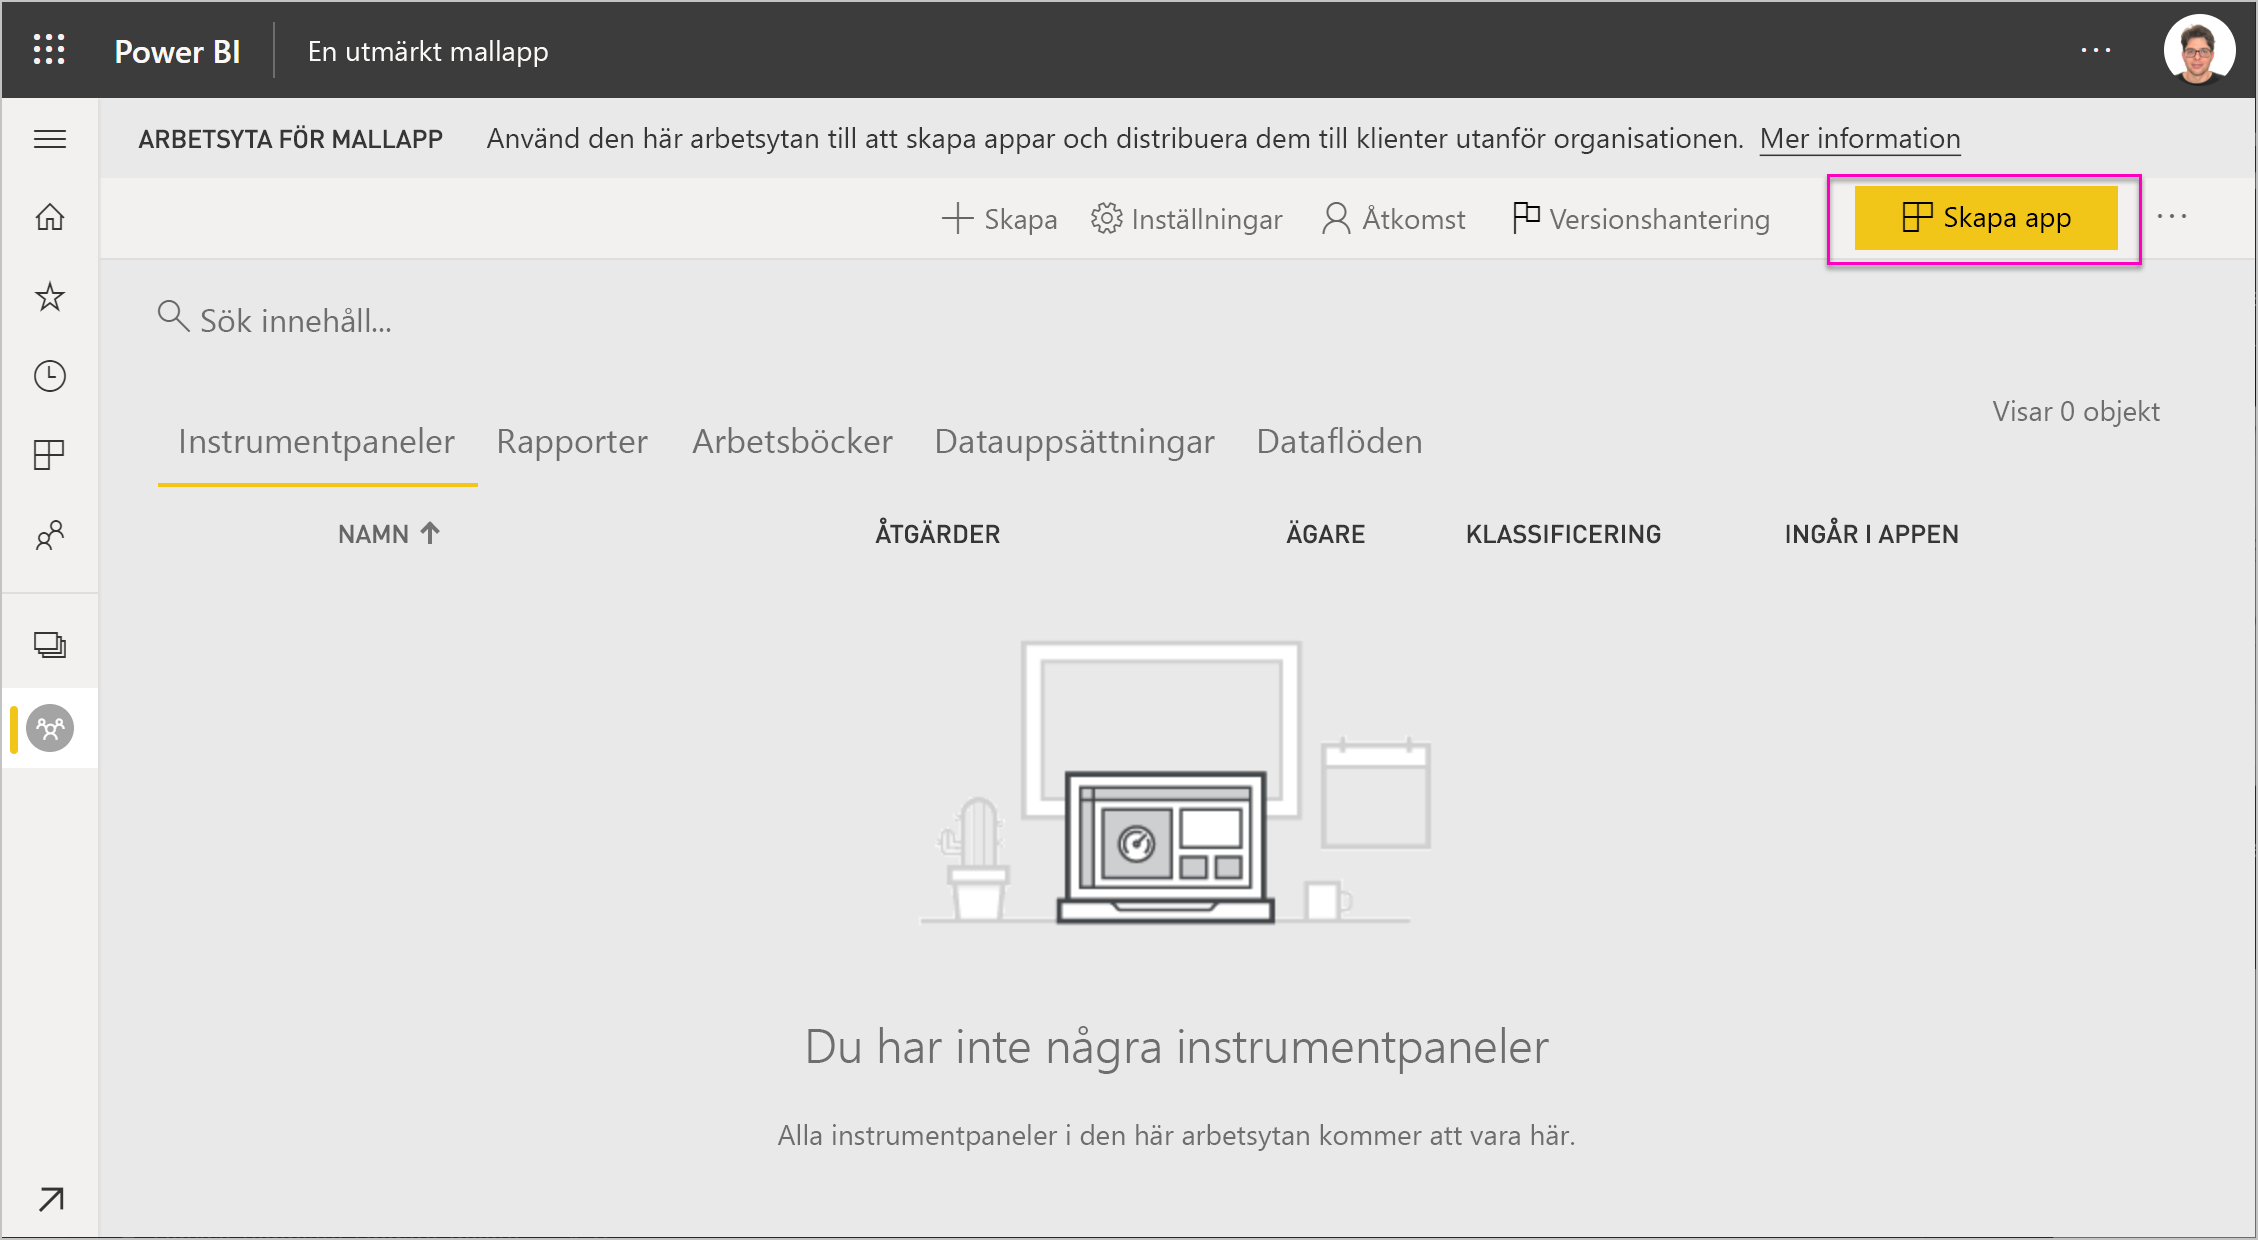 Power BI
En utmärkt mallapp
ARBETSYTA FÖR MALLAPP Använd den här arbetsytan till att skapa appar och distribuera dem till klienter utanför organisationen. Mer information
Skapa Inställningar Åtkomst Versionshantering Skapa app
Sök innehåll...
Visar 0 objekt
Instrumentpaneler Rapporter Arbetsböcker Datauppsättningar Dataflöden
NAMN ÅTGÄRDER ÄGARE KLASSIFICERING INGÅR I APPEN
Du har inte några instrumentpaneler
Alla instrumentpaneler i den här arbetsytan kommer att vara här.